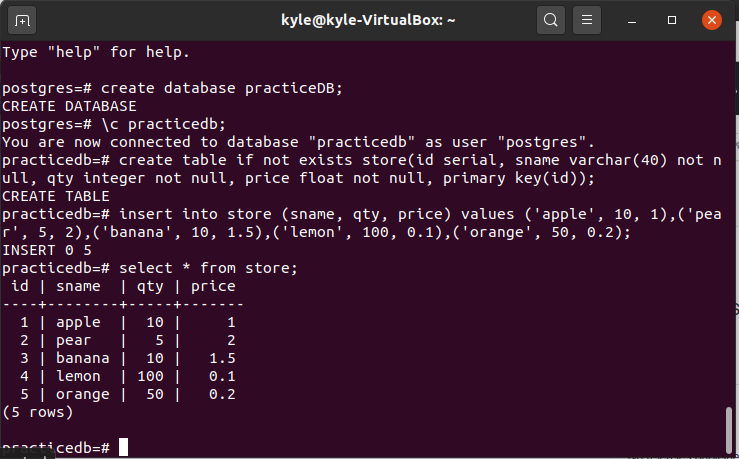 kyle@kyle-VirtualBox: ~
Type "help" for help.
postgres=# create database practiceDB;
CREATE DATABASE
postgres=# \c practicedb;
You are now connected to database "practicedb" as user "postgres".
practicedb=# create table if not exists store(id serial, sname varchar(40) not n
ull, qty integer not null, price float not null, primary key(id));
CREATE TABLE
practicedb=# insert into store (sname, qty, price) values ('apple', 10, 1),('pea
r', 5, 2),('banana', 10, 1.5),('lemon', 100, 0.1),('orange', 50, 0.2);
INSERT 0 5
practicedb=# select * from store;
 id | sname  | qty | price
----+--------+-----+-------
  1 | apple  |  10 |     1
  2 | pear   |   5 |     2
  3 | banana |  10 |   1.5
  4 | lemon  | 100 |   0.1
  5 | orange |  50 |   0.2
(5 rows)
practicedb=#